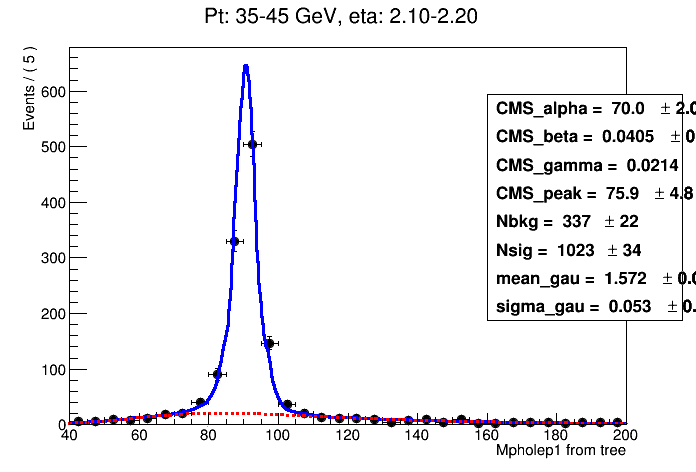 Pt: 35-45 GeV, eta: 2.10-2.20
Events / ( 5 )
600
500
400
300
200
100
0
40 60 80 100 120 140 160 180 200
Mpholep1 from tree
CMS_alpha = 70.0 ± 2.0
CMS_beta = 0.0405 ± 0
CMS_gamma = 0.0214
CMS_peak = 75.9 ± 4.8
Nbkg = 337 ± 22
Nsig = 1023 ± 34
mean_gau = 1.572 ± 0.0
sigma_gau = 0.053 ± 0.